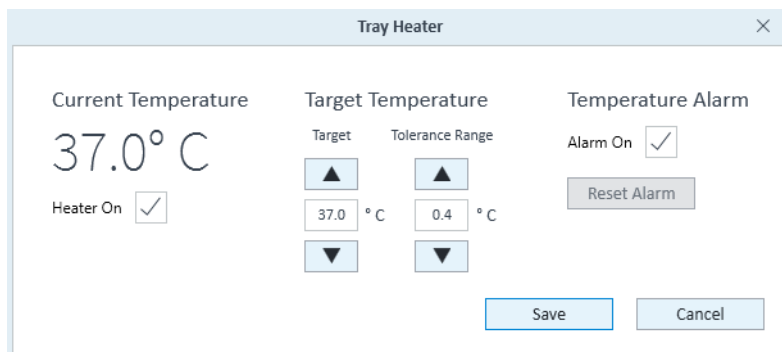 Tray Heater
Current Temperature
37.0° C
Heater On
Target Temperature
Target Tolerance Range
37.0 ° C 0.4 ° C
Temperature Alarm
Alarm On
Reset Alarm
Save Cancel